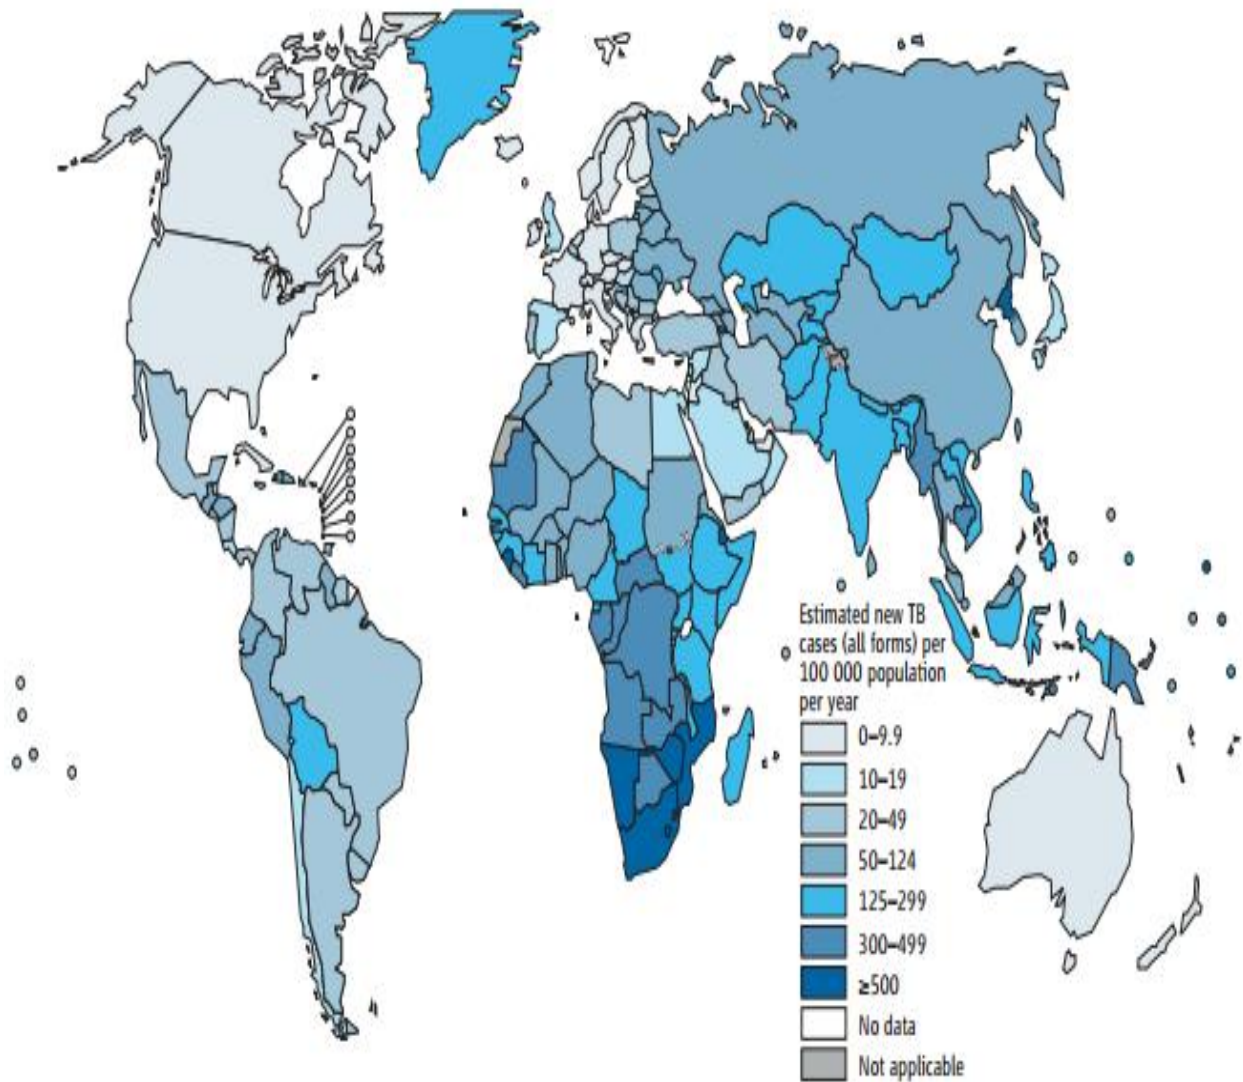 Estimated new TB
cases (all forms) per
100 000 population
per year
0–9.9
10–19
20–49
50–124
125–299
300–499
≥500
No data
Not applicable